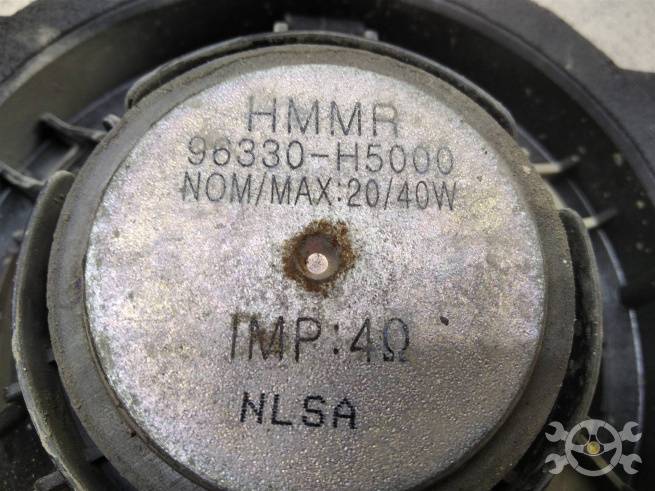 HMMR
96330-H5000
NOM/MAX:20/40W
IMP:4Ω
NLSA